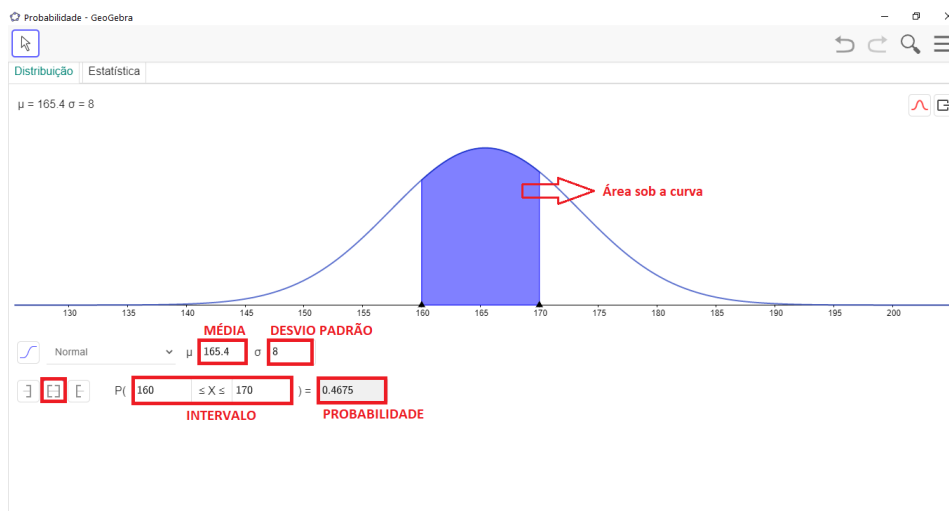 Probabilidade - GeoGebra
Distribuição Estatística
μ = 165.4 σ = 8
Área sob a curva
130 135 140 145 150 155 160 165 170 175 180 185 190 195 200
MÉDIA DESVIO PADRÃO
Normal μ 165.4 σ 8
P( 160 ≤ X ≤ 170 ) = 0.4675
INTERVALO PROBABILIDADE